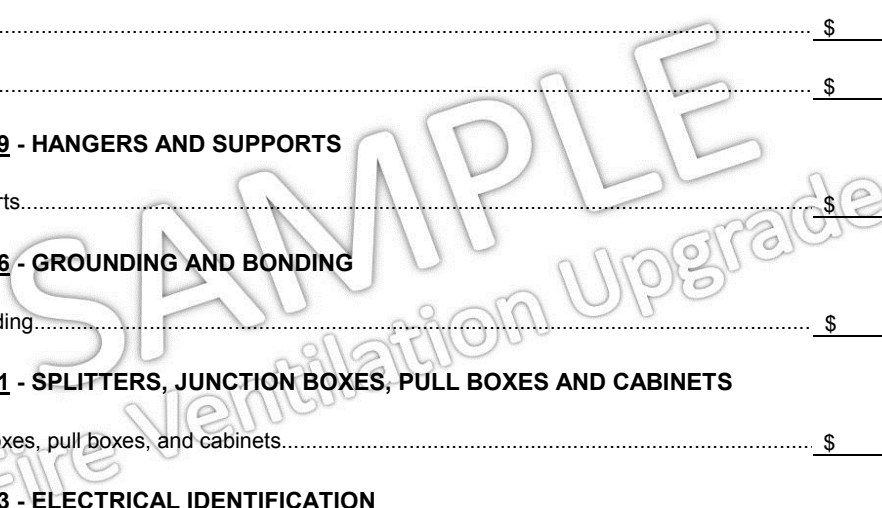 .................... $
.................... $
9 - HANGERS AND SUPPORTS
rts.................... $
6 - GROUNDING AND BONDING
ding.................... $
1 - SPLITTERS, JUNCTION BOXES, PULL BOXES AND CABINETS
oxes, pull boxes, and cabinets.................... $
3 - ELECTRICAL IDENTIFICATION
SAMPLE
Fire Ventilation Upgrade